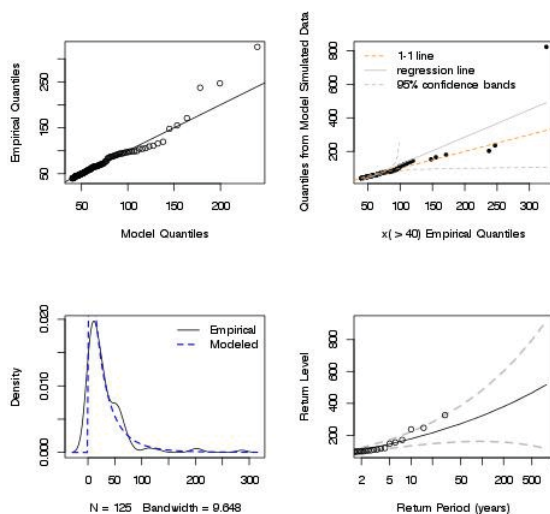 Empirical Quantiles
50 150 250
50 100 150 200
Model Quantiles
Quantiles from Model Simulated Data
200 400 600 800
1-1 line
regression line
95% confidence bands
50 100 150 200 250 300
x( > 40) Empirical Quantiles
Density
0.000 0.010 0.020
Empirical
Modeled
0 50 100 150 200 250 300
N = 125 Bandwidth = 9.648
Return Level
200 400 600 800
2 5 10 20 50 200 500
Return Period (years)